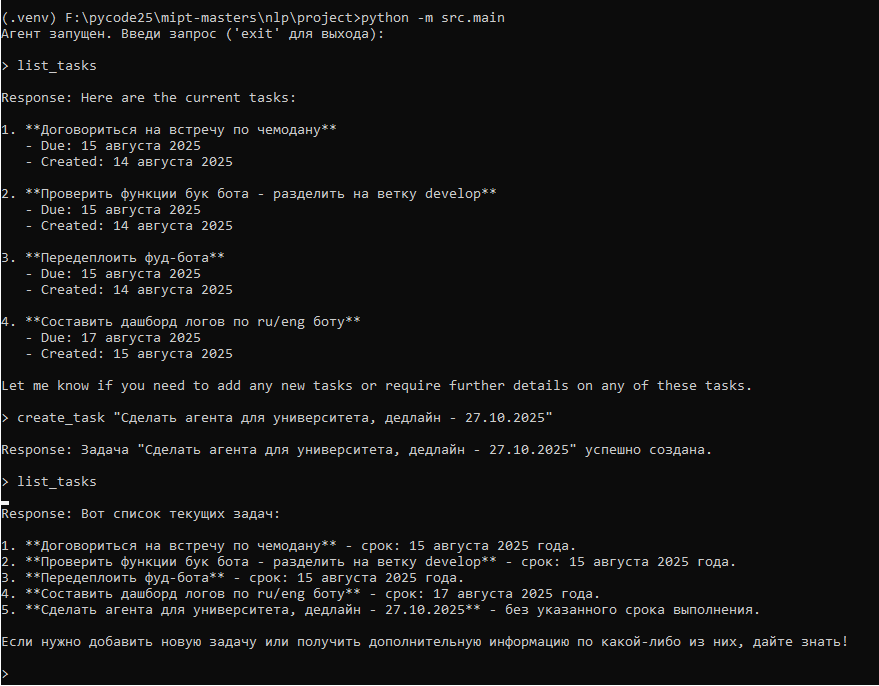 (.venv) F:\pycode25\mipt-masters\nlp\project>python -m src.main
Агент запущен. Введи запрос ('exit' для выхода):
> list_tasks
Response: Here are the current tasks:
1. **Договориться на встречу по чемодану**
- Due: 15 августа 2025
- Created: 14 августа 2025
2. **Проверить функции бук бота - разделить на ветку develop**
- Due: 15 августа 2025
- Created: 14 августа 2025
3. **Передеплоить фуд-бота**
- Due: 15 августа 2025
- Created: 14 августа 2025
4. **Составить дашборд логов по ru/eng боту**
- Due: 17 августа 2025
- Created: 15 августа 2025
Let me know if you need to add any new tasks or require further details on any of these tasks.
> create_task "Сделать агента для университета, дедлайн - 27.10.2025"
Response: Задача "Сделать агента для университета, дедлайн - 27.10.2025" успешно создана.
> list_tasks
Response: Вот список текущих задач:
1. **Договориться на встречу по чемодану** - срок: 15 августа 2025 года.
2. **Проверить функции бук бота - разделить на ветку develop** - срок: 15 августа 2025 года.
3. **Передеплоить фуд-бота** - срок: 15 августа 2025 года.
4. **Составить дашборд логов по ru/eng боту** - срок: 17 августа 2025 года.
5. **Сделать агента для университета, дедлайн - 27.10.2025** - без указанного срока выполнения.
Если нужно добавить новую задачу или получить дополнительную информацию по какой-либо из них, дайте знать!
>